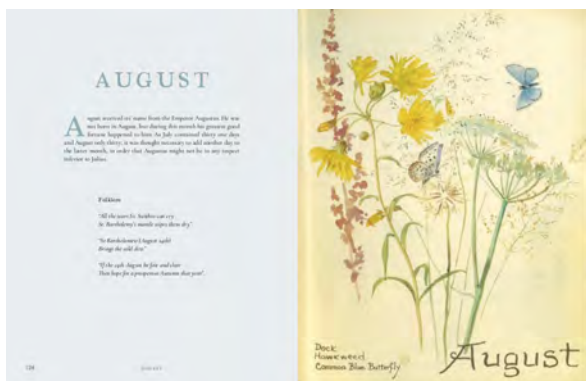 AUGUST
August received its name from the Emperor Augustus. He was
not born in August, but during this month his greatest good
fortune happened to him. As July contained thirty one days
and August only thirty, it was thought necessary to add another day to
the latter month, in order that Augustus might not be in any respect
inferior to Julius.
"All the tears St. Swithin can cry
St. Bartholemy's mantle wipes them dry".
"St Bartholomew (August 24th)
Brings the cold dew."
"If the 24th August be fair and clear
Then hope for a prosperous Autumn that year".
128
AUGUST
Dock
Hawkweed
Common Blue Butterfly
August